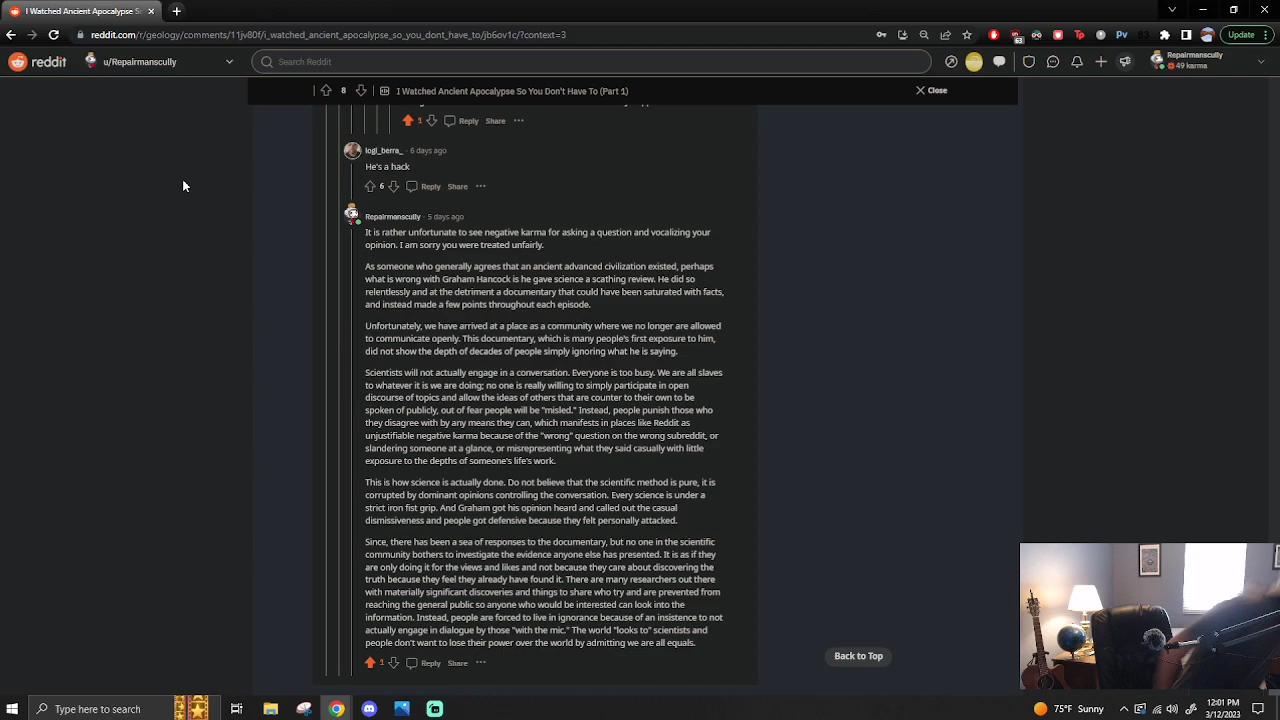 I Watched Ancient Apocalypse So
reddit.com/r/geology/comments/11jv80f/i_watched_ancient_apocalypse_so_you_dont_have_to/jb6ov1c/?context=3
Update
reddit
u/Repairmanscully
Search Reddit
Repairmanscully
49 karma
8
I Watched Ancient Apocalypse So You Don't Have To (Part 1)
Close
1 Reply Share
logi_berra_ · 6 days ago
He's a hack
6 Reply Share
Repairmanscully · 5 days ago
It is rather unfortunate to see negative karma for asking a question and vocalizing your
opinion. I am sorry you were treated unfairly.
As someone who generally agrees that an ancient advanced civilization existed, perhaps
what is wrong with Graham Hancock is he gave science a scathing review. He did so
relentlessly and at the detriment a documentary that could have been saturated with facts,
and instead made a few points throughout each episode.
Unfortunately, we have arrived at a place as a community where we no longer are allowed
to communicate openly. This documentary, which is many people's first exposure to him,
did not show the depth of decades of people simply ignoring what he is saying.
Scientists will not actually engage in a conversation. Everyone is too busy. We are all slaves
to whatever it is we are doing; no one is really willing to simply participate in open
discourse of topics and allow the ideas of others that are counter to their own to be
spoken of publicly, out of fear people will be "misled." Instead, people punish those who
they disagree with by any means they can, which manifests in places like Reddit as
unjustifiable negative karma because of the "wrong" question on the wrong subreddit, or
slandering someone at a glance, or misrepresenting what they said casually with little
exposure to the depths of someone's life's work.
This is how science is actually done. Do not believe that the scientific method is pure, it is
corrupted by dominant opinions controlling the conversation. Every science is under a
strict iron fist grip. And Graham got his opinion heard and called out the casual
dismissiveness and people got defensive because they felt personally attacked.
Since, there has been a sea of responses to the documentary, but no one in the scientific
community bothers to investigate the evidence anyone else has presented. It is as if they
are only doing it for the views and likes and not because they care about discovering the
truth because they feel they already have found it. There are many researchers out there
with materially significant discoveries and things to share who try and are prevented from
reaching the general public so anyone who would be interested can look into the
information. Instead, people are forced to live in ignorance because of an insistence to not
actually engage in dialogue by those "with the mic." The world "looks to" scientists and
people don't want to lose their power over the world by admitting we are all equals.
1 Reply Share
Back to Top
Type here to search
75°F Sunny
12:01 PM
3/12/2023